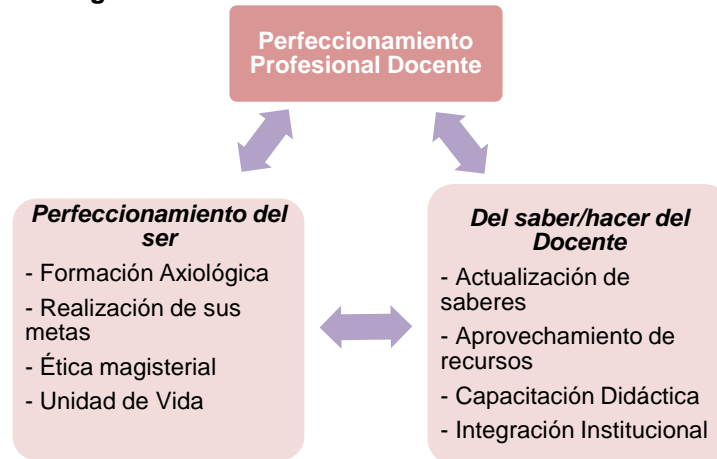 Perfeccionamiento
Profesional Docente
Perfeccionamiento del
ser
- Formación Axiológica
- Realización de sus
metas
- Ética magisterial
- Unidad de Vida
Del saber/hacer del
Docente
- Actualización de
saberes
- Aprovechamiento de
recursos
- Capacitación Didáctica
- Integración Institucional